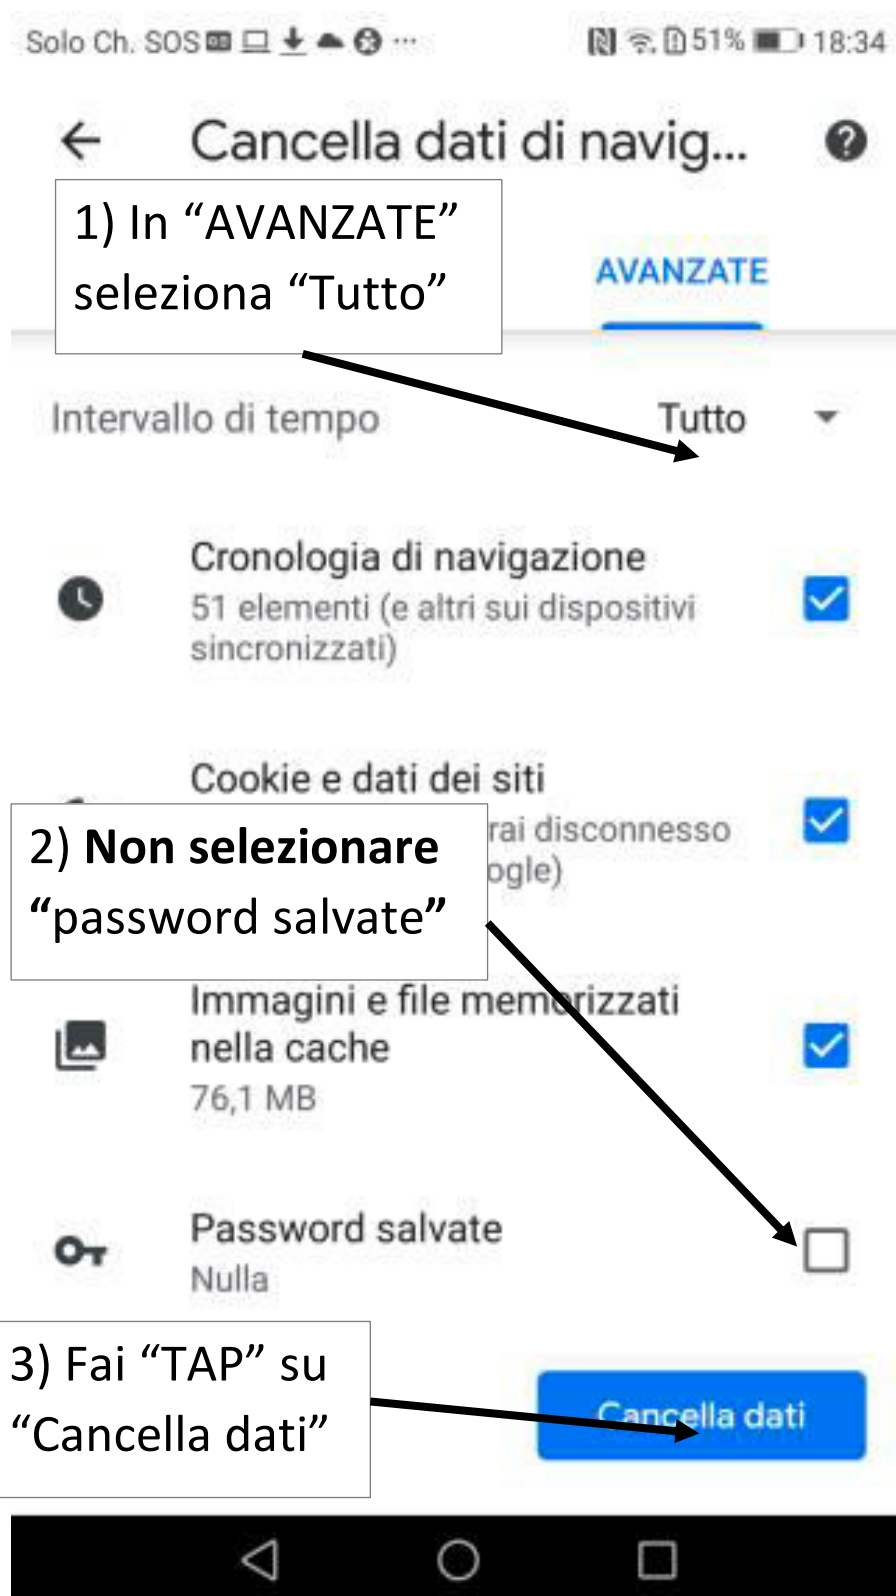 Solo Ch. SOS 51% 18:34
Cancella dati di navig...
1) In “AVANZATE”
seleziona “Tutto”
AVANZATE
Intervallo di tempo Tutto
Cronologia di navigazione
51 elementi (e altri sui dispositivi
sincronizzati)
Cookie e dati dei siti
rai disconnesso
ogle)
2) Non selezionare
“password salvate”
Immagini e file memorizzati
nella cache
76,1 MB
Password salvate
Nulla
3) Fai “TAP” su
“Cancella dati”
Cancella dati